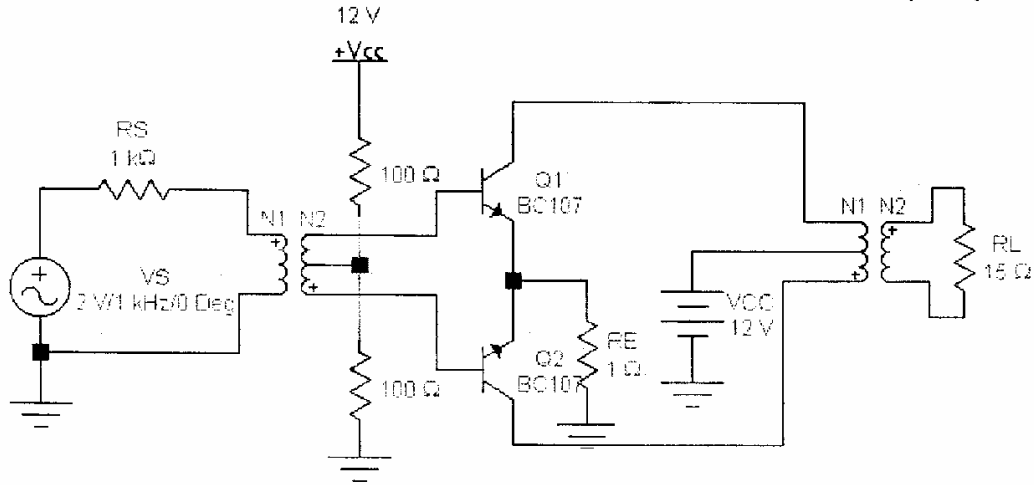 12 V
+Vcc
RS
1 kΩ
100 Ω
Q1
BC107
N1 N2
N1 N2
RL
15 Ω
VS
2 V/1 kHz/0 Deg
VCC
12 V
RE
1 Ω
Q2
BC107
100 Ω